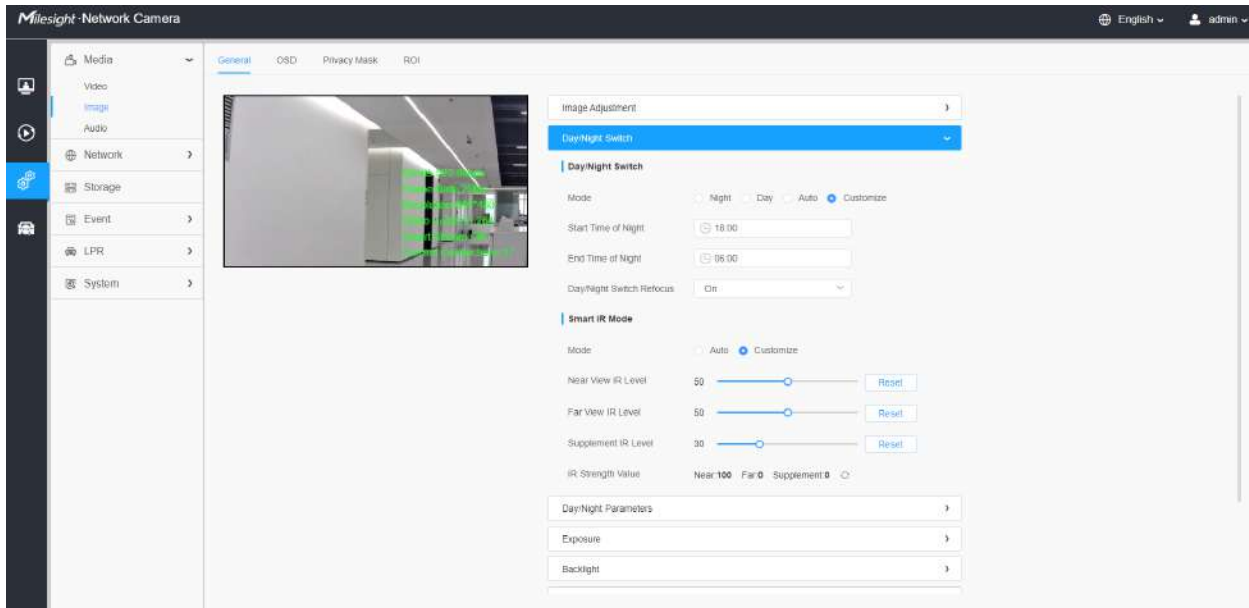 Milesight·Network Camera
English
admin
Media
Video
Image
Audio
Network
Storage
Event
LPR
System
General OSD Privacy Mask ROI
Image Adjustment
Day/Night Switch
Day/Night Switch
Mode Night Day Auto Customize
Start Time of Night 18:00
End Time of Night 06:00
Day/Night Switch Refocus On
Smart IR Mode
Mode Auto Customize
Near View IR Level 50 Reset
Far View IR Level 50 Reset
Supplement IR Level 30 Reset
IR Strength Value Near:100 Far:0 Supplement:0
Day/Night Parameters
Exposure
Backlight